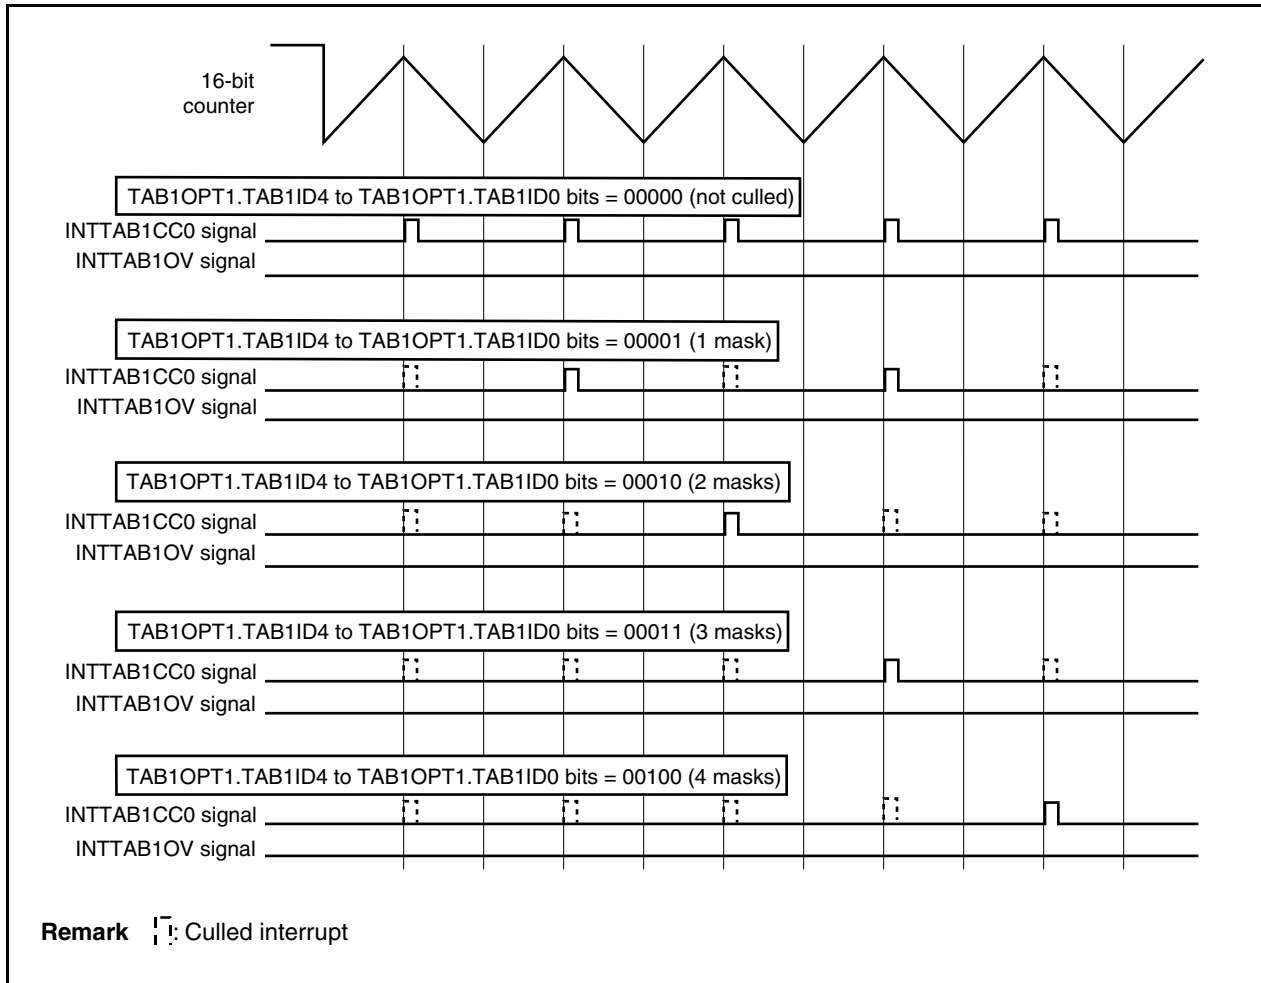 16-bit
counter
TAB1OPT1.TAB1ID4 to TAB1OPT1.TAB1ID0 bits = 00000 (not culled)
INTTAB1CC0 signal
INTTAB1OV signal
TAB1OPT1.TAB1ID4 to TAB1OPT1.TAB1ID0 bits = 00001 (1 mask)
INTTAB1CC0 signal
INTTAB1OV signal
TAB1OPT1.TAB1ID4 to TAB1OPT1.TAB1ID0 bits = 00010 (2 masks)
INTTAB1CC0 signal
INTTAB1OV signal
TAB1OPT1.TAB1ID4 to TAB1OPT1.TAB1ID0 bits = 00011 (3 masks)
INTTAB1CC0 signal
INTTAB1OV signal
TAB1OPT1.TAB1ID4 to TAB1OPT1.TAB1ID0 bits = 00100 (4 masks)
INTTAB1CC0 signal
INTTAB1OV signal
Remark : Culled interrupt